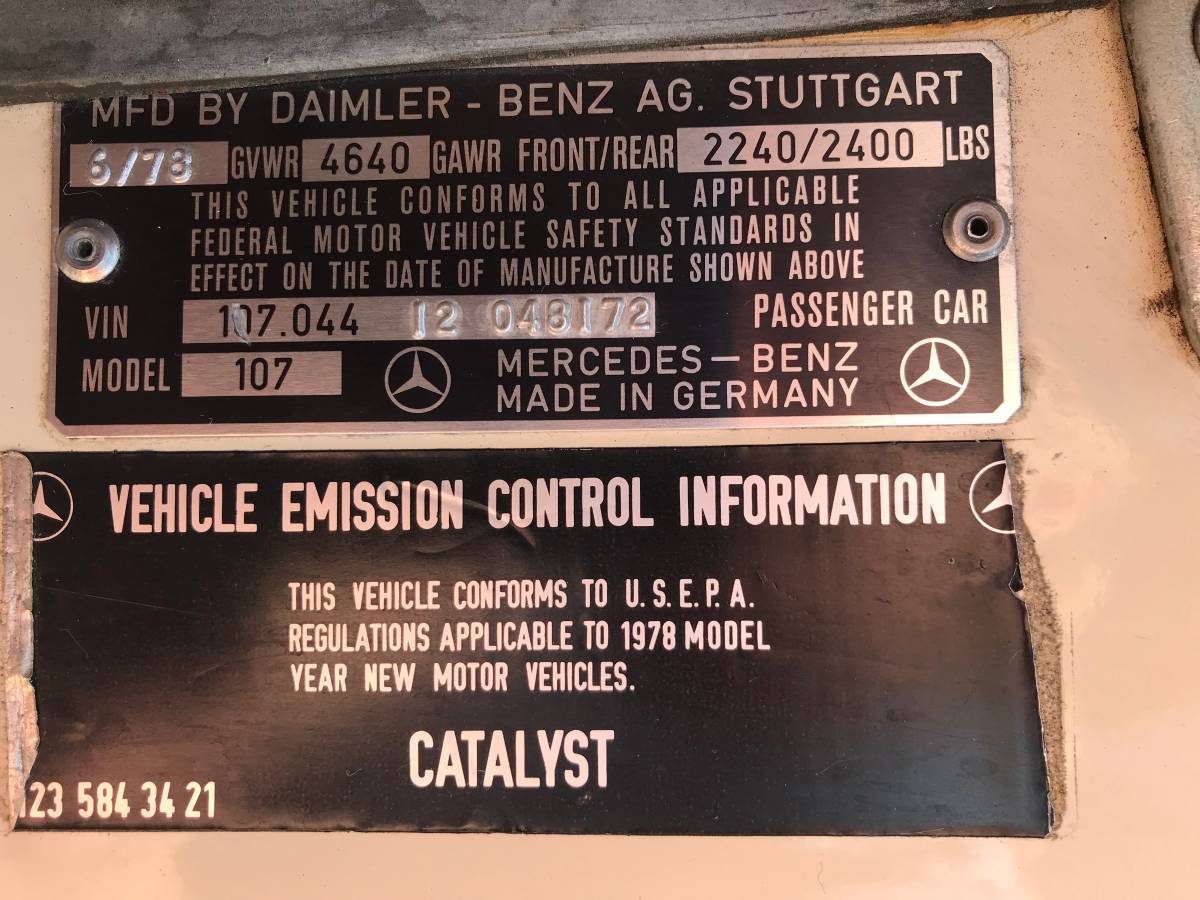 MFD BY DAIMLER - BENZ AG. STUTTGART
6/78 GVWR 4640 GAWR FRONT/REAR 2240/2400 LBS
THIS VEHICLE CONFORMS TO ALL APPLICABLE
FEDERAL MOTOR VEHICLE SAFETY STANDARDS IN
EFFECT ON THE DATE OF MANUFACTURE SHOWN ABOVE
VIN 107.044 12 048172 PASSENGER CAR
MODEL 107 MERCEDES - BENZ
MADE IN GERMANY
VEHICLE EMISSION CONTROL INFORMATION
THIS VEHICLE CONFORMS TO U.S.E.P.A.
REGULATIONS APPLICABLE TO 1978 MODEL
YEAR NEW MOTOR VEHICLES.
CATALYST
123 584 34 21